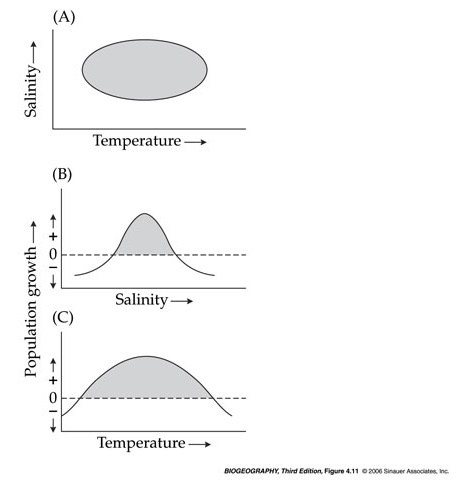 (A)
Salinity
Temperature
(B)
Population growth
+
0
−
Salinity
(C)
+
0
−
Temperature
BIOGEOGRAPHY, Third Edition, Figure 4.11 © 2006 Sinauer Associates, Inc.